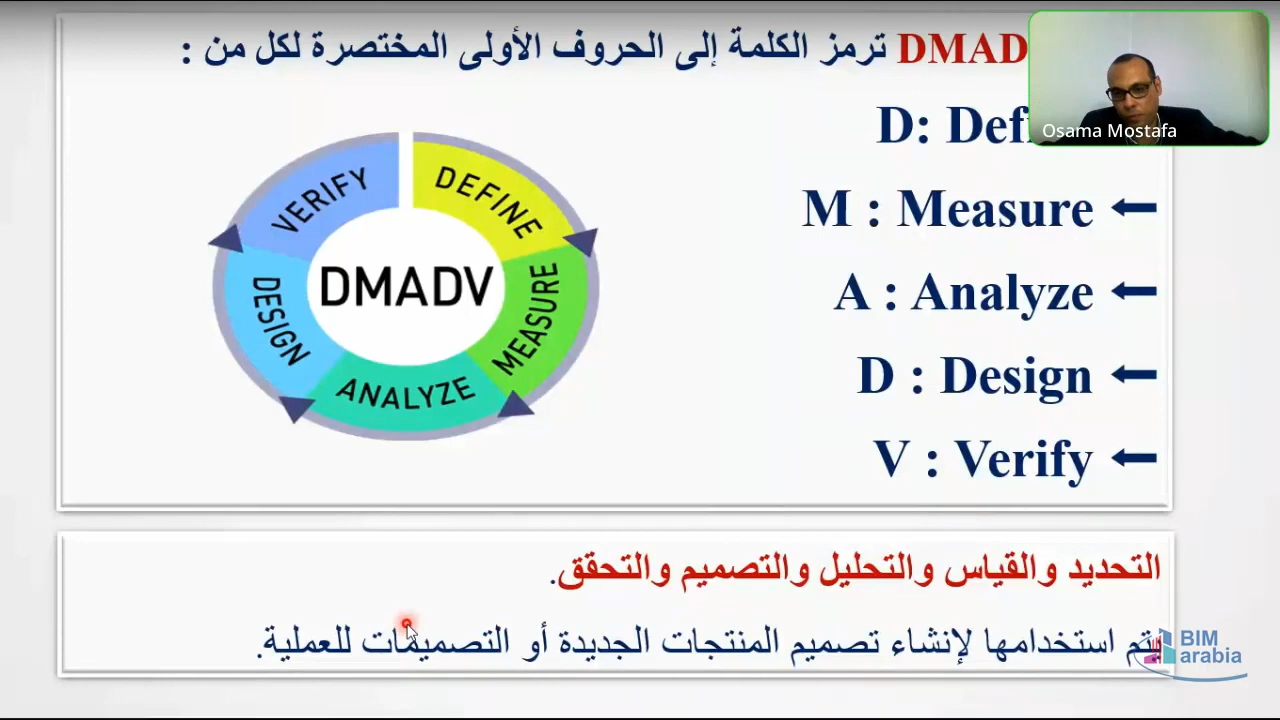 DMAD ترمز الكلمة إلى الحروف الأولى المختصرة لكل من :
Osama Mostafa
D: Defi
M : Measure
A : Analyze
D : Design
V : Verify
DEFINE
MEASURE
ANALYZE
DESIGN
VERIFY
DMADV
التحديد والقياس والتحليل والتصميم والتحقق.
يتم استخدامها لإنشاء تصميم المنتجات الجديدة أو التصميمات للعملية.
BIM
arabia